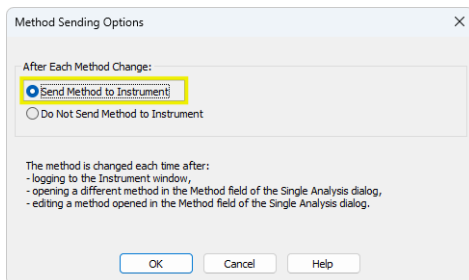 Method Sending Options
After Each Method Change:
Send Method to Instrument
Do Not Send Method to Instrument
The method is changed each time after:
- logging to the Instrument window,
- opening a different method in the Method field of the Single Analysis dialog,
- editing a method opened in the Method field of the Single Analysis dialog.
OK Cancel Help